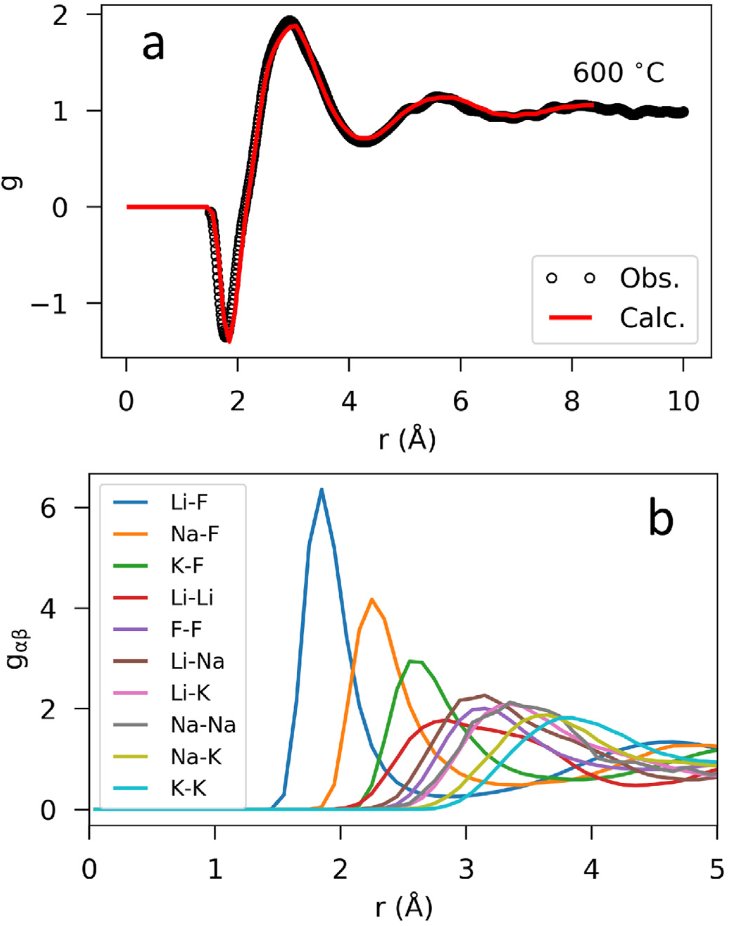 a
600 °C
g
2
1
0
−1
Obs.
Calc.
0 2 4 6 8 10
r (Å)
b
Li-F
Na-F
K-F
Li-Li
F-F
Li-Na
Li-K
Na-Na
Na-K
K-K
gαβ
6
4
2
0
0 1 2 3 4 5
r (Å)